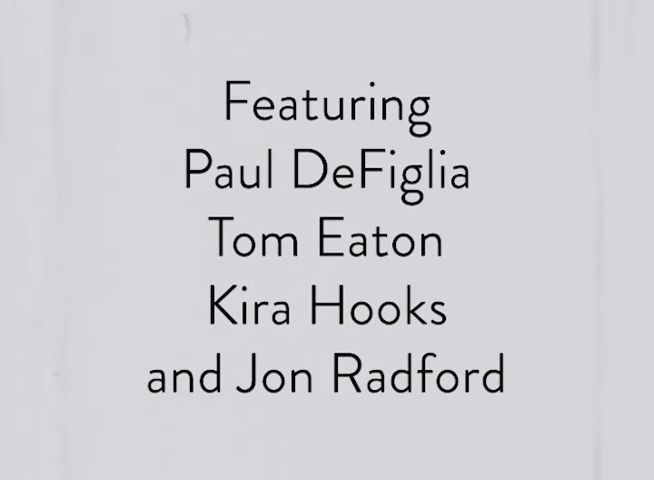 Featuring
Paul DeFiglia
Tom Eaton
Kira Hooks
and Jon Radford